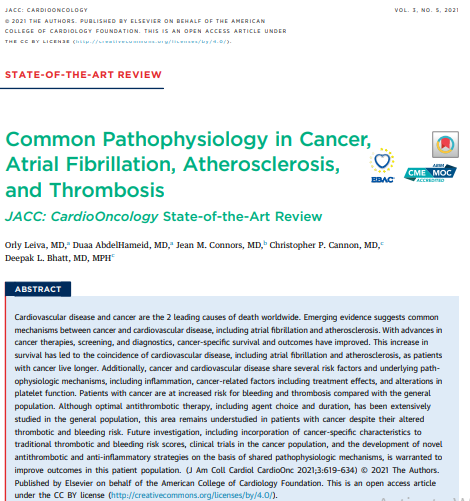 JACC: CARDIOONCOLOGY
VOL. 3, NO. 5, 2021
© 2021 THE AUTHORS. PUBLISHED BY ELSEVIER ON BEHALF OF THE AMERICAN
COLLEGE OF CARDIOLOGY FOUNDATION. THIS IS AN OPEN ACCESS ARTICLE UNDER
THE CC BY LICENSE (http://creativecommons.org/licenses/by/4.0/).
STATE-OF-THE-ART REVIEW
Common Pathophysiology in Cancer,
Atrial Fibrillation, Atherosclerosis,
and Thrombosis
EBAC
CME MOC
ACCREDITED
JACC: CardioOncology State-of-the-Art Review
Orly Leiva, MD,a Duaa AbdelHameid, MD,a Jean M. Connors, MD,b Christopher P. Cannon, MD,c
Deepak L. Bhatt, MD, MPHc
ABSTRACT
Cardiovascular disease and cancer are the 2 leading causes of death worldwide. Emerging evidence suggests common
mechanisms between cancer and cardiovascular disease, including atrial fibrillation and atherosclerosis. With advances in
cancer therapies, screening, and diagnostics, cancer-specific survival and outcomes have improved. This increase in
survival has led to the coincidence of cardiovascular disease, including atrial fibrillation and atherosclerosis, as patients
with cancer live longer. Additionally, cancer and cardiovascular disease share several risk factors and underlying path-
ophysiologic mechanisms, including inflammation, cancer-related factors including treatment effects, and alterations in
platelet function. Patients with cancer are at increased risk for bleeding and thrombosis compared with the general
population. Although optimal antithrombotic therapy, including agent choice and duration, has been extensively
studied in the general population, this area remains understudied in patients with cancer despite their altered
thrombotic and bleeding risk. Future investigation, including incorporation of cancer-specific characteristics to
traditional thrombotic and bleeding risk scores, clinical trials in the cancer population, and the development of novel
antithrombotic and anti-inflammatory strategies on the basis of shared pathophysiologic mechanisms, is warranted to
improve outcomes in this patient population. (J Am Coll Cardiol CardioOnc 2021;3:619–634) © 2021 The Authors.
Published by Elsevier on behalf of the American College of Cardiology Foundation. This is an open access article
under the CC BY license (http://creativecommons.org/licenses/by/4.0/).